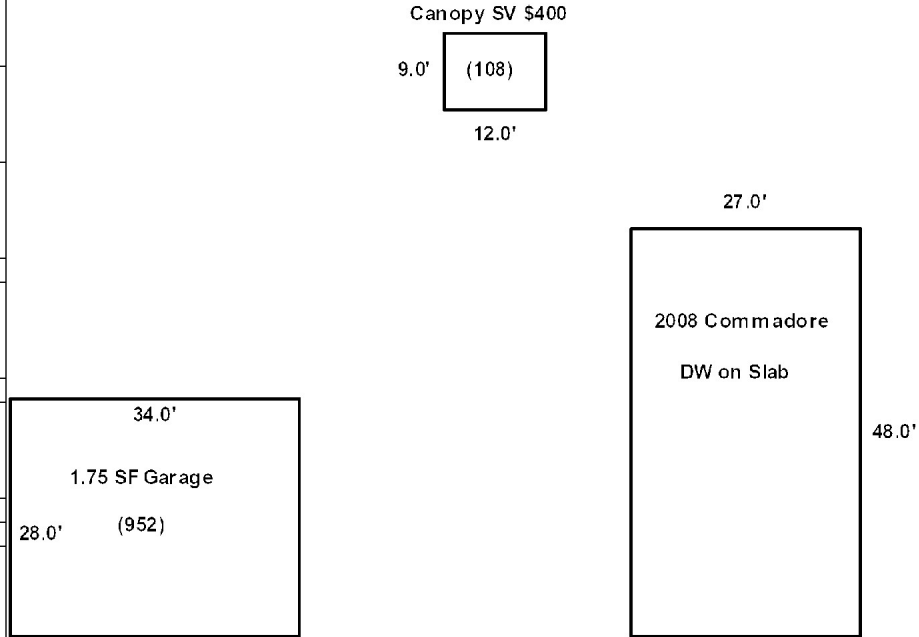 Canopy SV $400
9.0' (108)
12.0'
27.0'
2008 Commadore
DW on Slab
48.0'
34.0'
1.75 SF Garage
(952)
28.0'